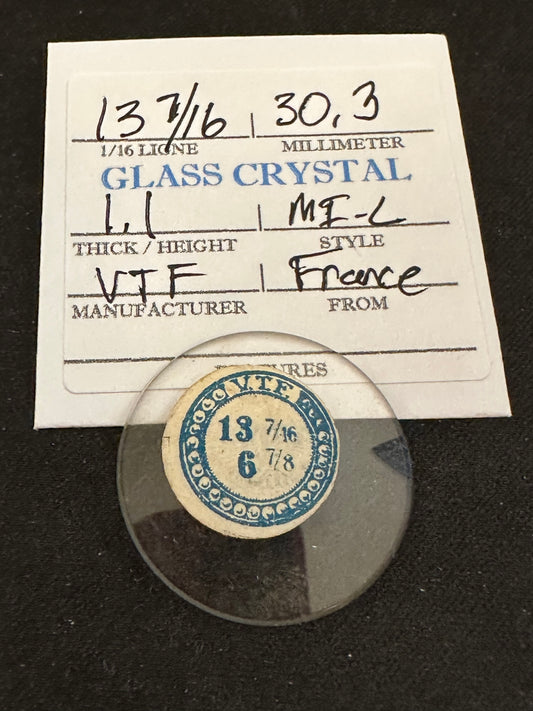 13 7/16 | 30.3
1/16 LIGNE MILLIMETER
GLASS CRYSTAL
1.1 | MI-L
THICK / HEIGHT STYLE
VTF | France
MANUFACTURER FROM
V.T.F.
13 7/16
6 7/8